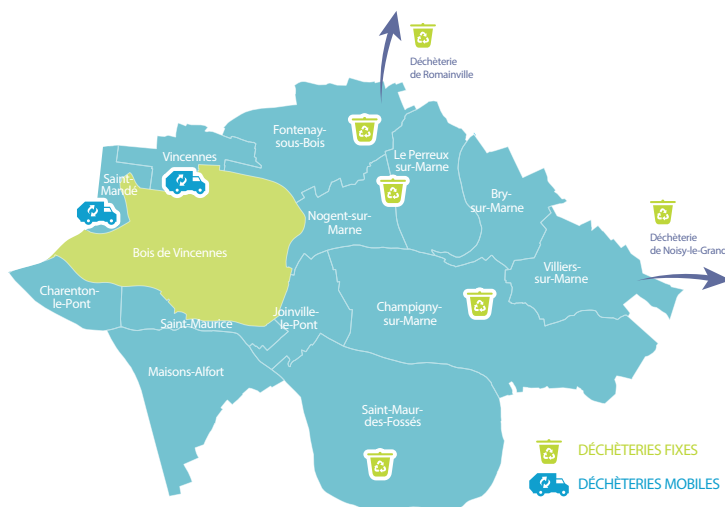 Déchèterie
de Romainville
Fontenay-
sous-Bois
Vincennes
Le Perreux
sur-Marne
Saint-
Mandé
Bry-
sur-Marne
Nogent-sur-
Marne
Déchèterie
de Noisy-le-Grand
Bois de Vincennes
Villiers-
sur-Marne
Charenton-
le-Pont
Champigny-
sur-Marne
Joinville-
le-Pont
Saint-Maurice
Maisons-Alfort
Saint-Maur-
des-Fossés
DÉCHÈTERIES FIXES
DÉCHÈTERIES MOBILES